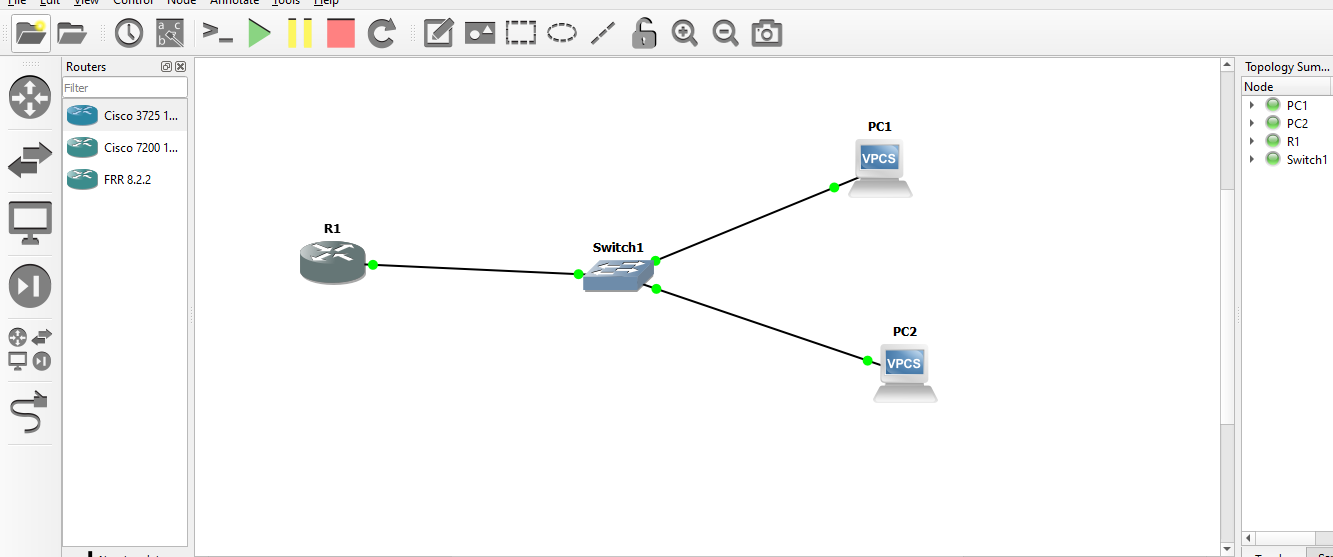 File Edit View Control Node Annotate Tools Help
Routers
Filter
Cisco 3725 1...
Cisco 7200 1...
FRR 8.2.2
R1
Switch1
PC1
VPCS
PC2
VPCS
Topology Sum...
Node
PC1
PC2
R1
Switch1